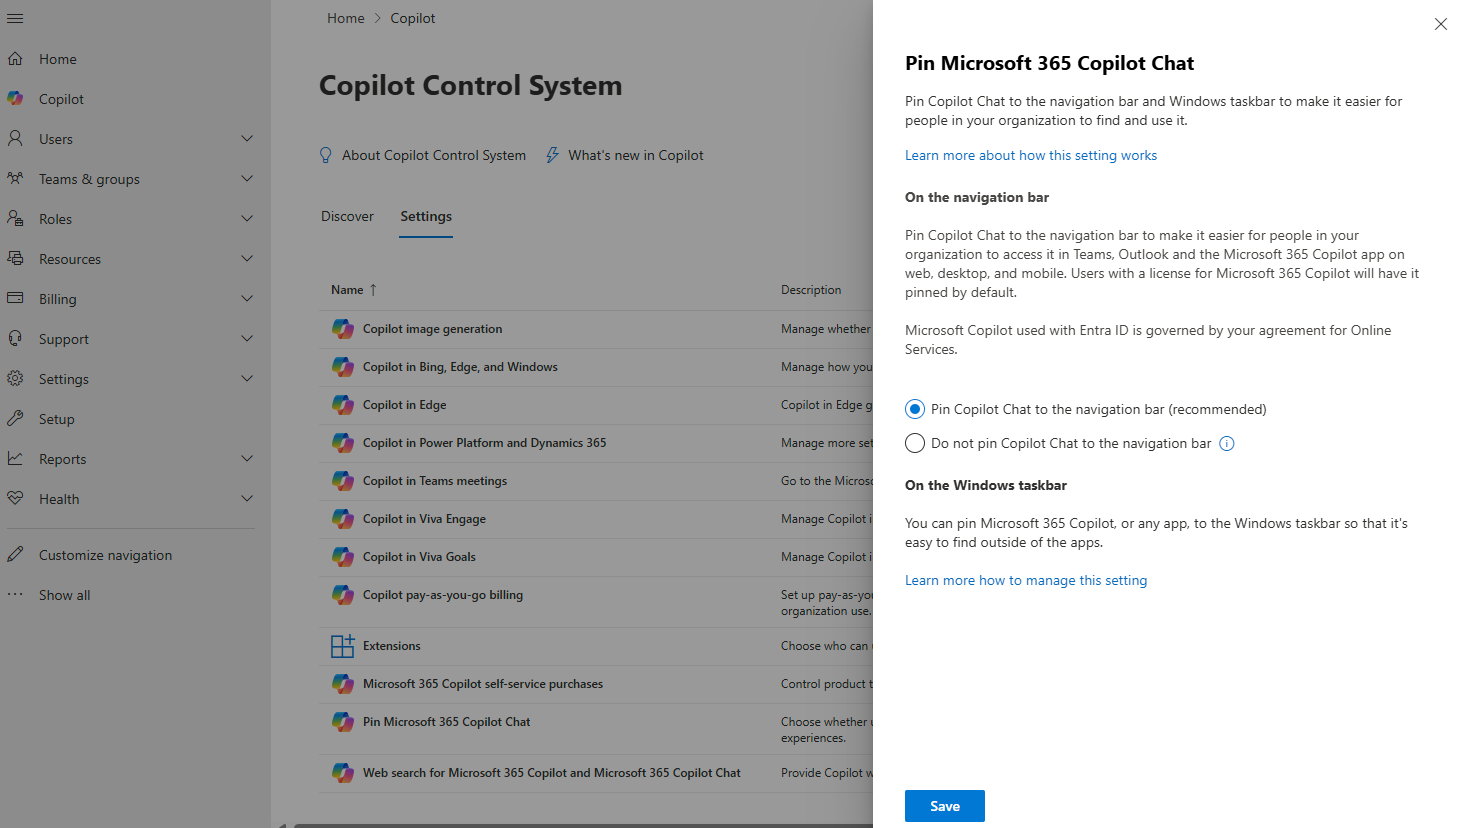 Home
Copilot
Users
Teams & groups
Roles
Resources
Billing
Support
Settings
Setup
Reports
Health
Customize navigation
Show all
Home > Copilot
Copilot Control System
About Copilot Control System
What's new in Copilot
Discover
Settings
Name ↑ Description
Copilot image generation Manage whether
Copilot in Bing, Edge, and Windows Manage how you
Copilot in Edge Copilot in Edge g
Copilot in Power Platform and Dynamics 365 Manage more set
Copilot in Teams meetings Go to the Micros
Copilot in Viva Engage Manage Copilot i
Copilot in Viva Goals Manage Copilot i
Copilot pay-as-you-go billing Set up pay-as-you
organization use.
Extensions Choose who can
Microsoft 365 Copilot self-service purchases Control product t
Pin Microsoft 365 Copilot Chat Choose whether u
experiences.
Web search for Microsoft 365 Copilot and Microsoft 365 Copilot Chat Provide Copilot w
Pin Microsoft 365 Copilot Chat
Pin Copilot Chat to the navigation bar and Windows taskbar to make it easier for
people in your organization to find and use it.
Learn more about how this setting works
On the navigation bar
Pin Copilot Chat to the navigation bar to make it easier for people in your
organization to access it in Teams, Outlook and the Microsoft 365 Copilot app on
web, desktop, and mobile. Users with a license for Microsoft 365 Copilot will have it
pinned by default.
Microsoft Copilot used with Entra ID is governed by your agreement for Online
Services.
Pin Copilot Chat to the navigation bar (recommended)
Do not pin Copilot Chat to the navigation bar
On the Windows taskbar
You can pin Microsoft 365 Copilot, or any app, to the Windows taskbar so that it's
easy to find outside of the apps.
Learn more how to manage this setting
Save